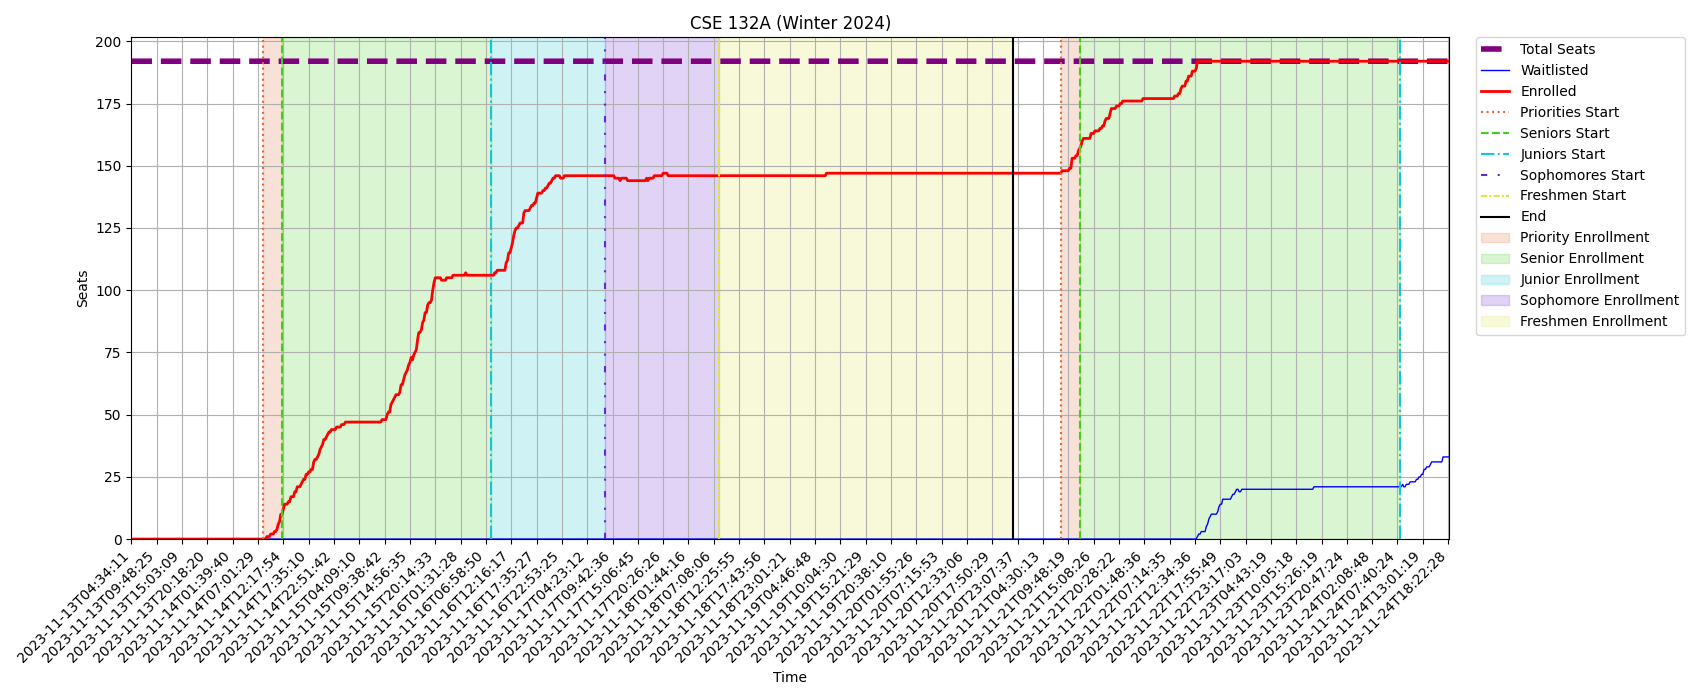 CSE 132A (Winter 2024)
200
175
150
125
100
75
50
25
0
Seats
2023-11-13T04:34:11
2023-11-13T09:48:25
2023-11-13T15:03:09
2023-11-13T20:18:20
2023-11-14T01:39:40
2023-11-14T07:01:29
2023-11-14T12:17:54
2023-11-14T17:35:10
2023-11-14T22:51:42
2023-11-15T04:09:10
2023-11-15T09:38:42
2023-11-15T14:56:35
2023-11-15T20:14:33
2023-11-16T01:31:28
2023-11-16T06:58:50
2023-11-16T12:16:17
2023-11-16T17:35:27
2023-11-16T22:53:25
2023-11-17T04:23:12
2023-11-17T09:42:36
2023-11-17T15:06:45
2023-11-17T20:26:26
2023-11-18T01:44:16
2023-11-18T07:08:06
2023-11-18T12:25:55
2023-11-18T17:43:56
2023-11-18T23:01:21
2023-11-19T04:46:48
2023-11-19T10:04:30
2023-11-19T15:21:29
2023-11-19T20:38:10
2023-11-20T01:55:26
2023-11-20T07:15:53
2023-11-20T12:33:06
2023-11-20T17:50:29
2023-11-20T23:07:37
2023-11-21T04:30:13
2023-11-21T09:48:19
2023-11-21T15:08:26
2023-11-21T20:28:22
2023-11-22T01:48:36
2023-11-22T07:14:35
2023-11-22T12:34:36
2023-11-22T17:55:49
2023-11-22T23:17:03
2023-11-23T04:43:19
2023-11-23T10:05:18
2023-11-23T15:26:19
2023-11-23T20:47:24
2023-11-24T02:08:48
2023-11-24T07:40:24
2023-11-24T13:01:19
2023-11-24T18:22:28
Time
Total Seats
Waitlisted
Enrolled
Priorities Start
Seniors Start
Juniors Start
Sophomores Start
Freshmen Start
End
Priority Enrollment
Senior Enrollment
Junior Enrollment
Sophomore Enrollment
Freshmen Enrollment